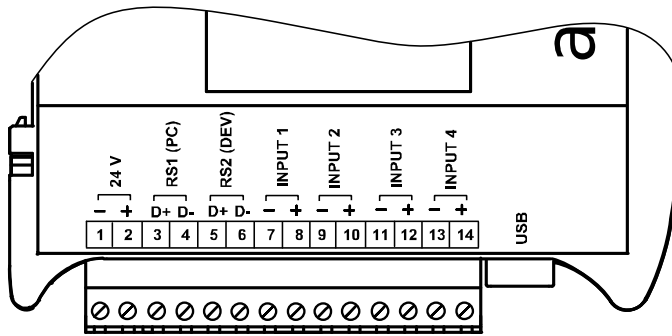 a
24 V
RS1 (PC)
RS2 (DEV)
INPUT 1
INPUT 2
INPUT 3
INPUT 4
USB
− + D+ D- D+ D- − + − + − + − +
1 2 3 4 5 6 7 8 9 10 11 12 13 14